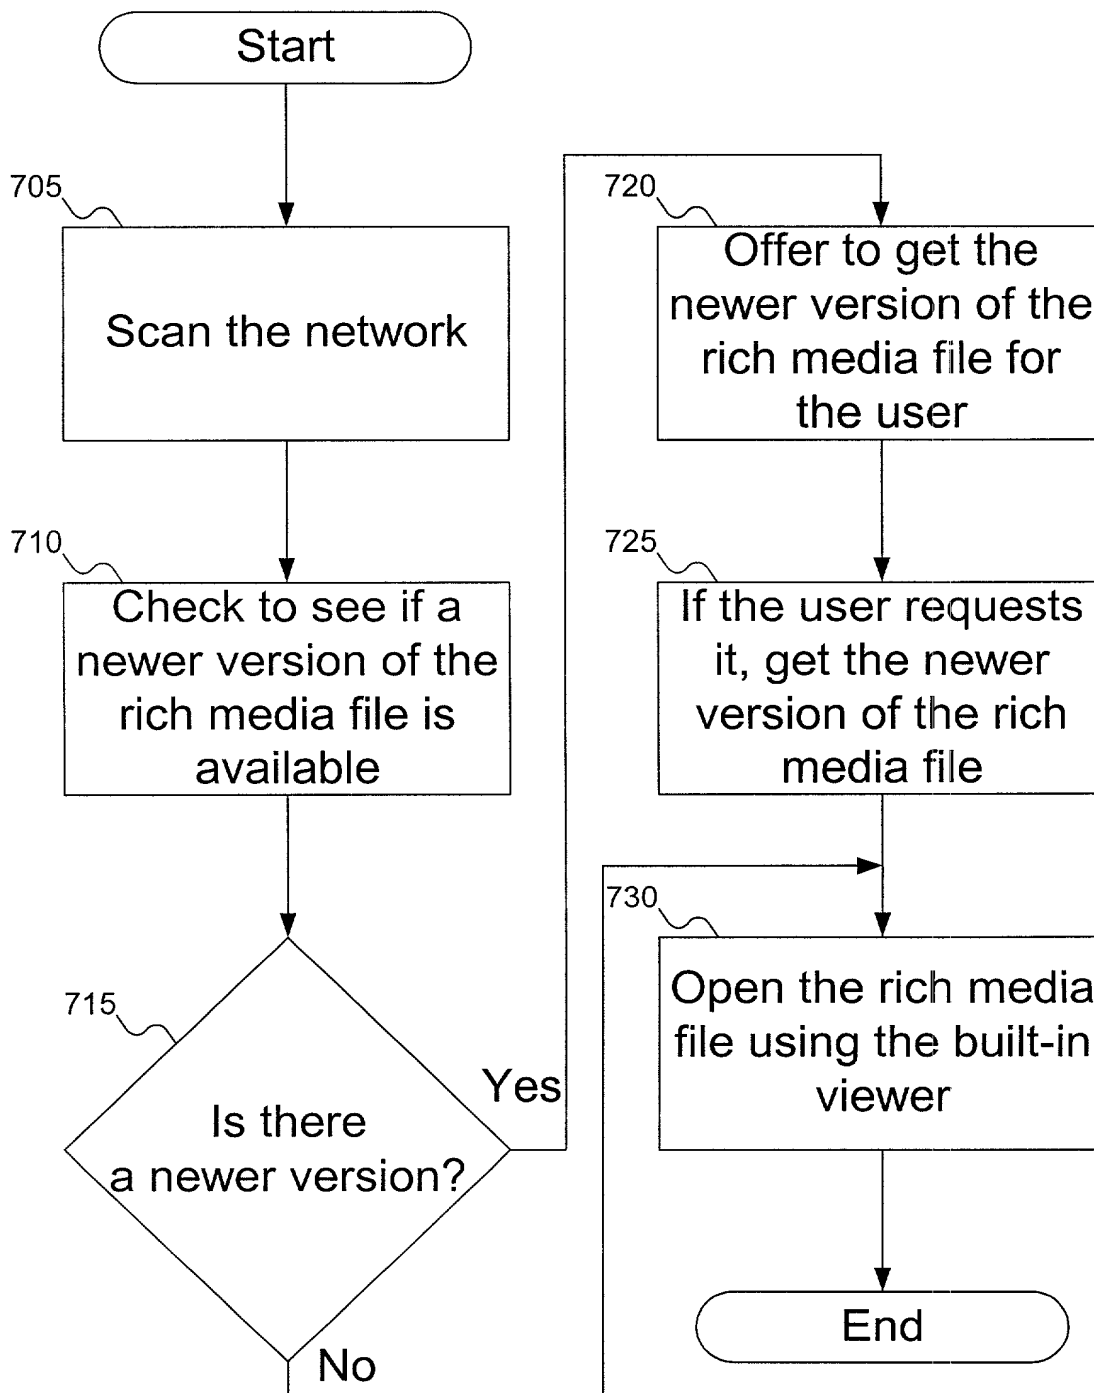 Start
705
Scan the network
710
Check to see if a
newer version of the
rich media file is
available
715
Is there
a newer version?
Yes
No
720
Offer to get the
newer version of the
rich media file for
the user
725
If the user requests
it, get the newer
version of the rich
media file
730
Open the rich media
file using the built-in
viewer
End